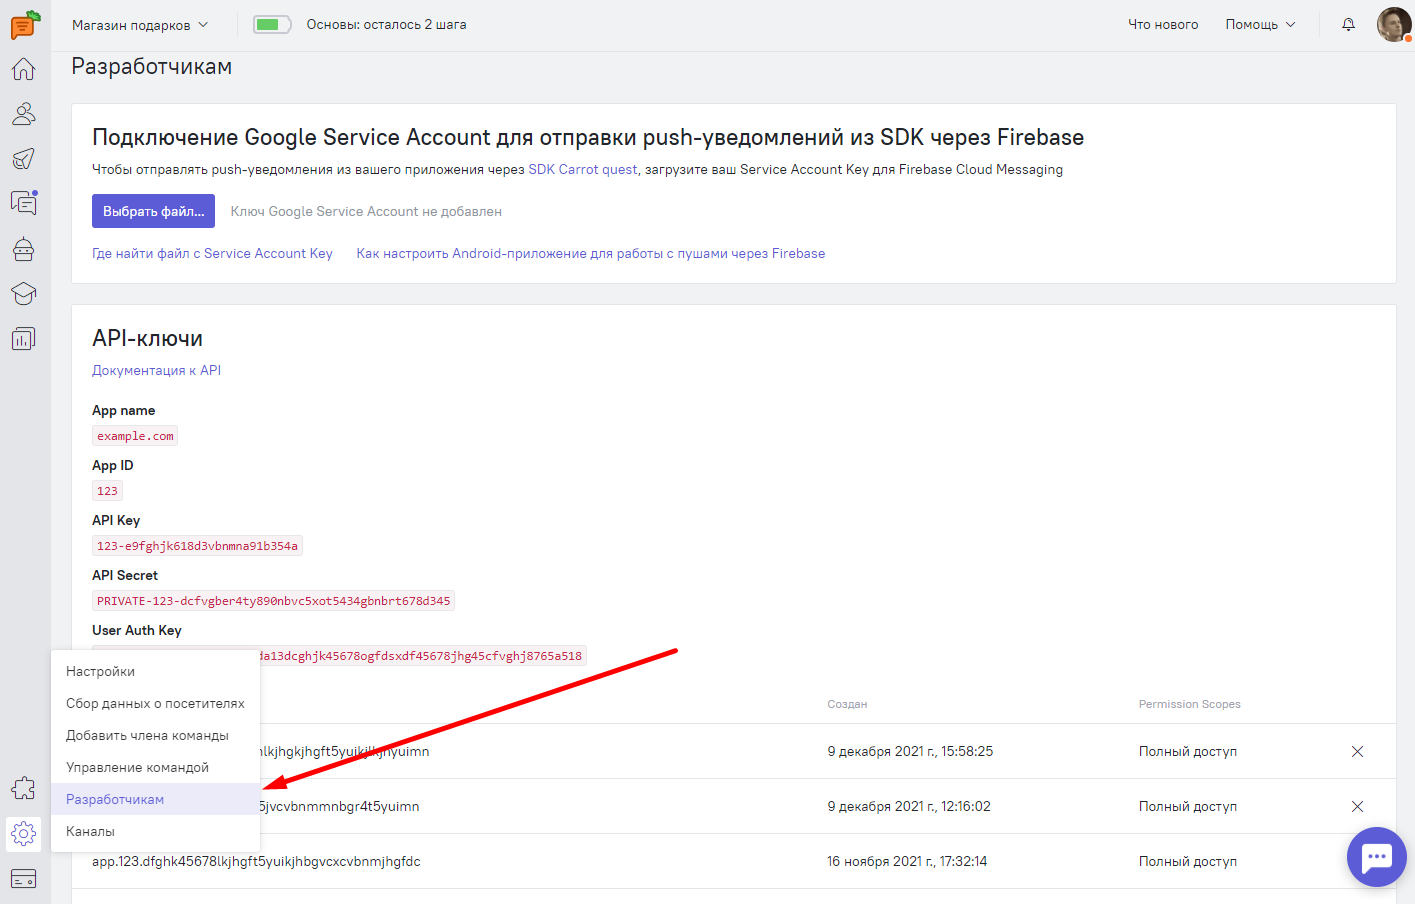 Магазин подарков
Основы: осталось 2 шага
Что нового
Помощь
Разработчикам
Подключение Google Service Account для отправки push-уведомлений из SDK через Firebase
Чтобы отправлять push-уведомления из вашего приложения через SDK Carrot quest, загрузите ваш Service Account Key для Firebase Cloud Messaging
Выбрать файл...
Ключ Google Service Account не добавлен
Где найти файл с Service Account Key
Как настроить Android-приложение для работы с пушами через Firebase
API-ключи
Документация к API
App name
example.com
App ID
123
API Key
123-e9fghjk618d3vbnmna91b354a
API Secret
PRIVATE-123-dcfvgber4ty890nbvc5xot5434gbnbrt678d345
User Auth Key
da13dcghjk45678ogfdsxdf45678jhg45cfvghj8765a518
Настройки
Сбор данных о посетителях
Добавить члена команды
Управление командой
Разработчикам
Каналы
Создан
Permission Scopes
9 декабря 2021 г., 15:58:25
Полный доступ
5jvcvbnmmnbgr4t5yuimn
9 декабря 2021 г., 12:16:02
Полный доступ
app.123.dfghk45678lkjhgft5yuikjhbgvcxcvbnmjhgfdc
16 ноября 2021 г., 17:32:14
Полный доступ